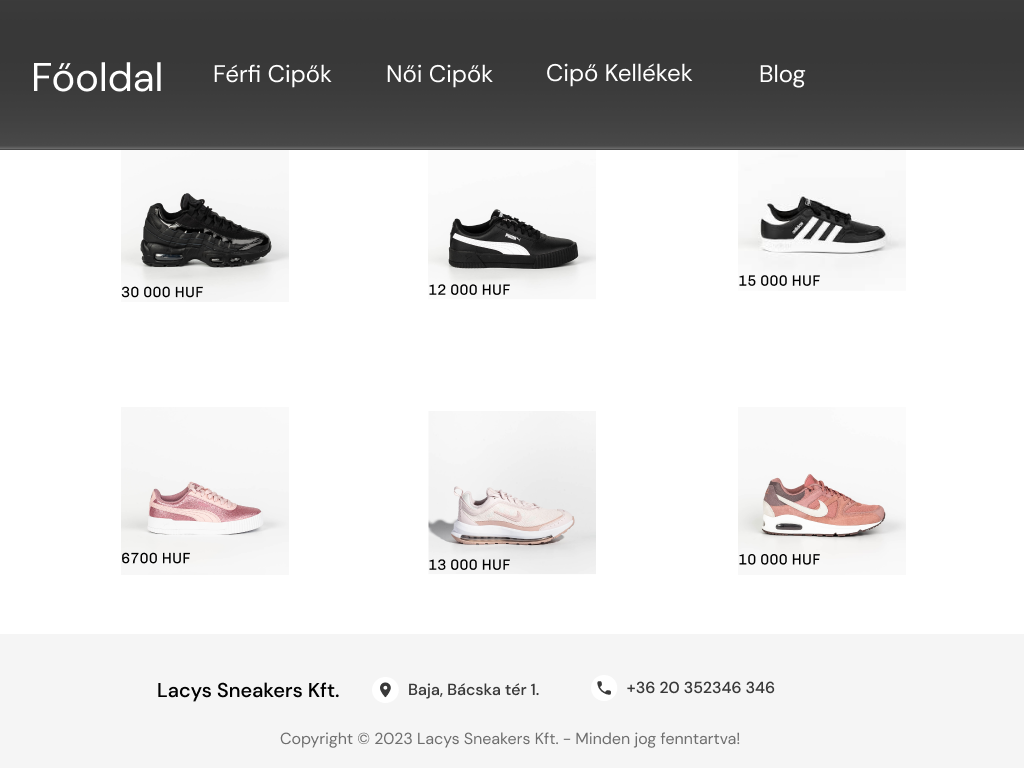 Főoldal Férfi Cipők Női Cipők Cipő Kellékek Blog
30 000 HUF 12 000 HUF 15 000 HUF
6700 HUF 13 000 HUF 10 000 HUF
Lacys Sneakers Kft. Baja, Bácska tér 1. +36 20 352346 346
Copyright © 2023 Lacys Sneakers Kft. - Minden jog fenntartva!